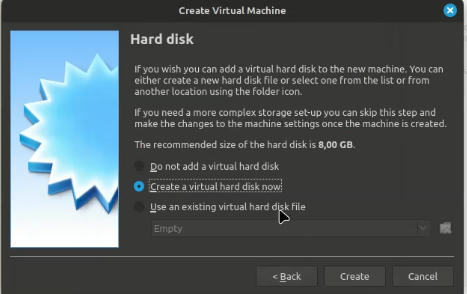 Create Virtual Machine
Hard disk
If you wish you can add a virtual hard disk to the new machine. You can
either create a new hard disk file or select one from the list or from
another location using the folder icon.
If you need a more complex storage set-up you can skip this step and
make the changes to the machine settings once the machine is created.
The recommended size of the hard disk is 8,00 GB.
Do not add a virtual hard disk
Create a virtual hard disk now
Use an existing virtual hard disk file
Empty
< Back
Create
Cancel